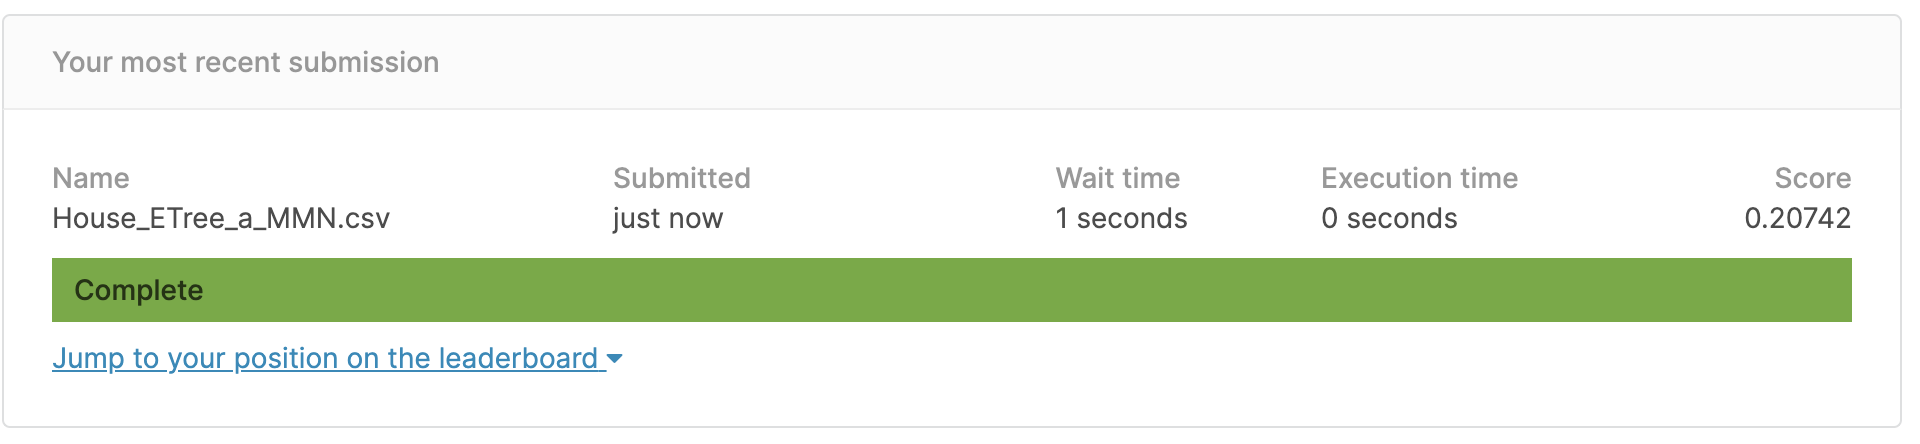 Your most recent submission
Name Submitted Wait time Execution time Score
House_ETree_a_MMN.csv just now 1 seconds 0 seconds 0.20742
Complete
Jump to your position on the leaderboard